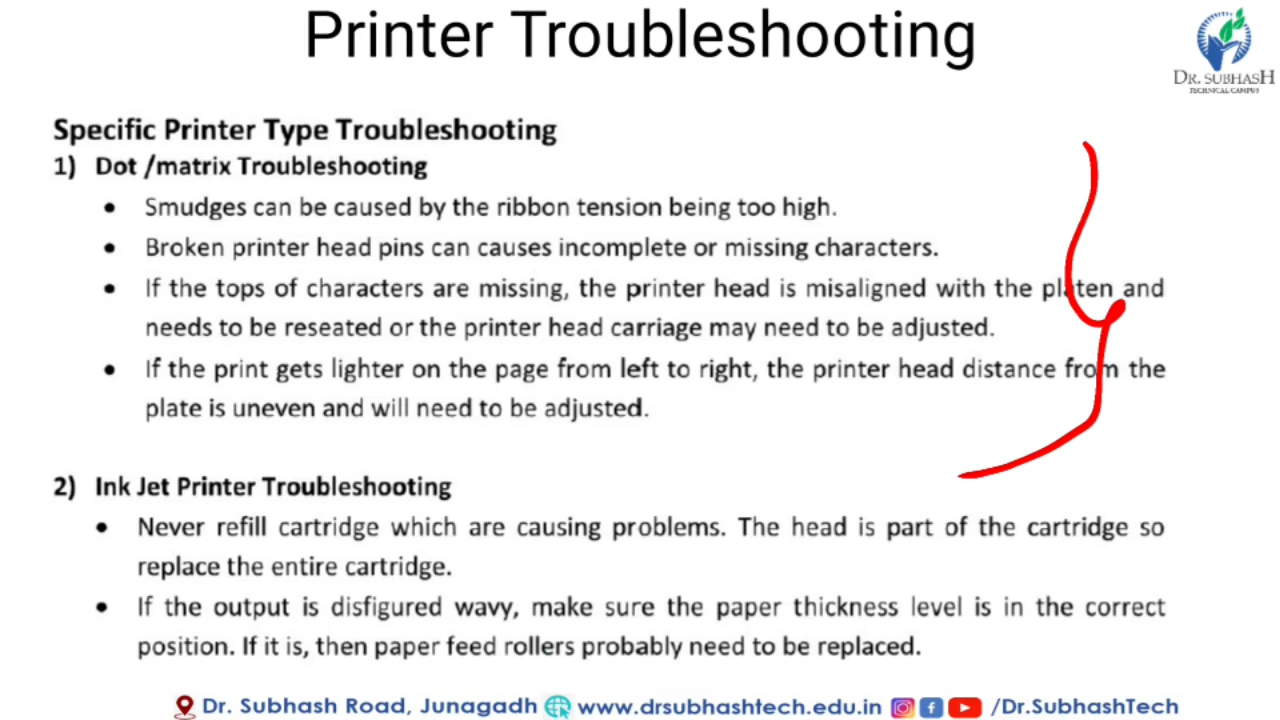 Printer Troubleshooting
DR. SUBHASH
TECHNICAL CAMPUS
Specific Printer Type Troubleshooting
1) Dot /matrix Troubleshooting
• Smudges can be caused by the ribbon tension being too high.
• Broken printer head pins can causes incomplete or missing characters.
• If the tops of characters are missing, the printer head is misaligned with the platen and
needs to be reseated or the printer head carriage may need to be adjusted.
• If the print gets lighter on the page from left to right, the printer head distance from the
plate is uneven and will need to be adjusted.
2) Ink Jet Printer Troubleshooting
• Never refill cartridge which are causing problems. The head is part of the cartridge so
replace the entire cartridge.
• If the output is disfigured wavy, make sure the paper thickness level is in the correct
position. If it is, then paper feed rollers probably need to be replaced.
Dr. Subhash Road, Junagadh www.drsubhashtech.edu.in /Dr.SubhashTech